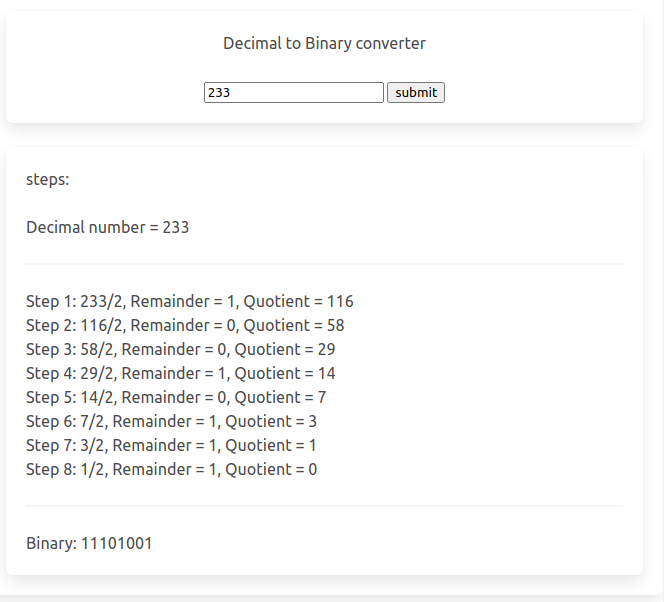 Decimal to Binary converter
233 submit
steps:
Decimal number = 233
Step 1: 233/2, Remainder = 1, Quotient = 116
Step 2: 116/2, Remainder = 0, Quotient = 58
Step 3: 58/2, Remainder = 0, Quotient = 29
Step 4: 29/2, Remainder = 1, Quotient = 14
Step 5: 14/2, Remainder = 0, Quotient = 7
Step 6: 7/2, Remainder = 1, Quotient = 3
Step 7: 3/2, Remainder = 1, Quotient = 1
Step 8: 1/2, Remainder = 1, Quotient = 0
Binary: 11101001